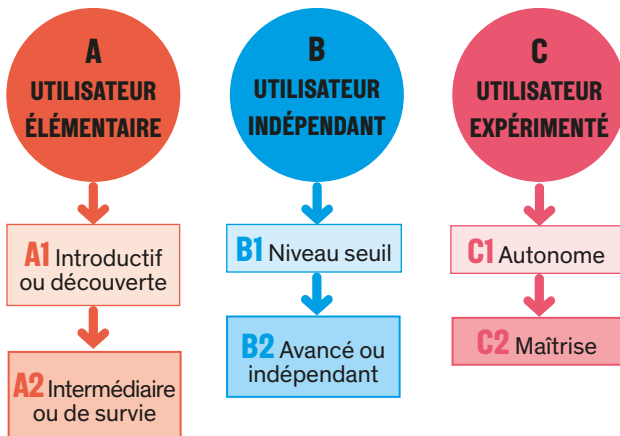 A
UTILISATEUR
ÉLÉMENTAIRE
A1 Introductif
ou découverte
A2 Intermédiaire
ou de survie
B
UTILISATEUR
INDÉPENDANT
B1 Niveau seuil
B2 Avancé ou
indépendant
C
UTILISATEUR
EXPÉRIMENTÉ
C1 Autonome
C2 Maîtrise